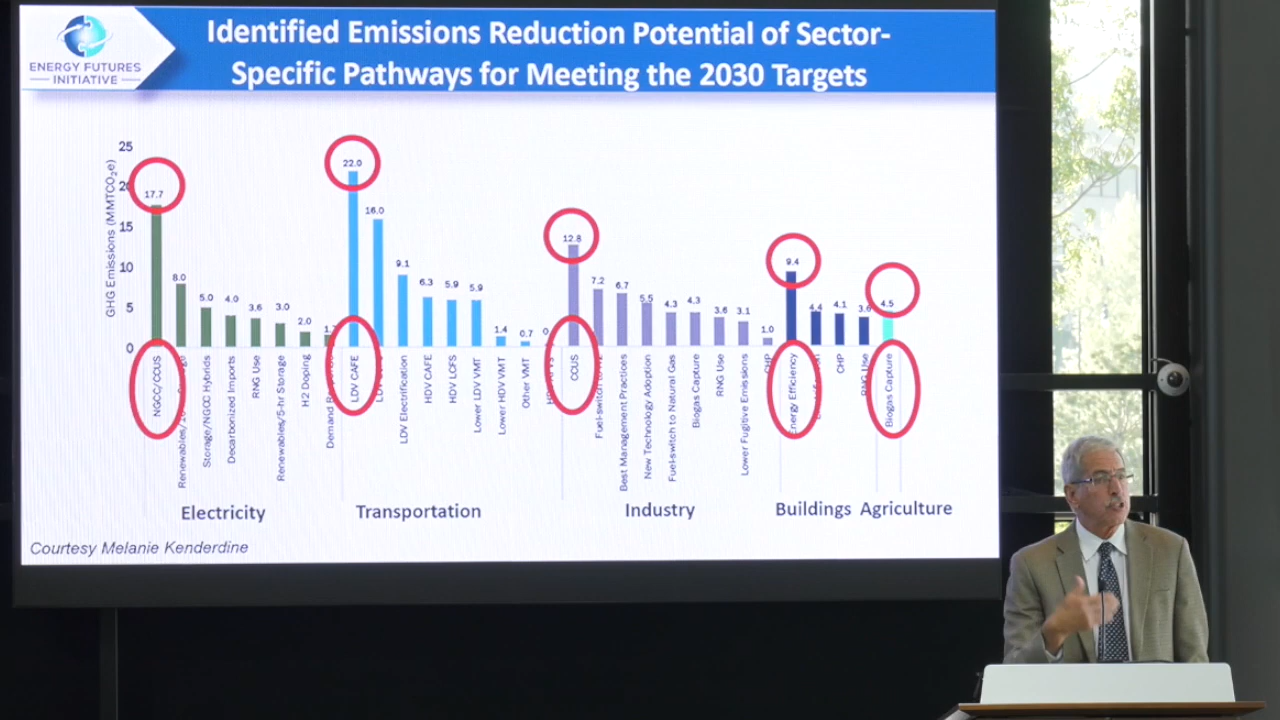 Identified Emissions Reduction Potential of Sector-
Specific Pathways for Meeting the 2030 Targets
ENERGY FUTURES
INITIATIVE
GHG Emissions (MMTCO₂e)
25
20
15
10
5
0
17.7
8.0
5.0
4.0
3.6
3.0
2.0
22.0
16.0
9.1
6.3
5.9
5.9
1.4
0.7
12.8
7.2
6.7
5.5
4.3
4.3
3.6
3.1
1.0
9.4
4.4
4.1
3.6
4.5
NGCC/CCUS
Storage/NGCC Hybrids
Decarbonized Imports
RNG Use
Renewables/5-hr Storage
H2 Doping
Demand
LDV CAFE
LDV Electrification
HDV CAFE
HDV LCFS
Lower LDV VMT
Lower HDV VMT
Other VMT
CCUS
Best Management Practices
New Technology Adoption
Fuel-switch to Natural Gas
Biogas Capture
RNG Use
Lower Fugitive Emissions
CHP
Energy Efficiency
CHP
RNG Use
Biogas Capture
Electricity
Transportation
Industry
Buildings
Agriculture
Courtesy Melanie Kenderdine